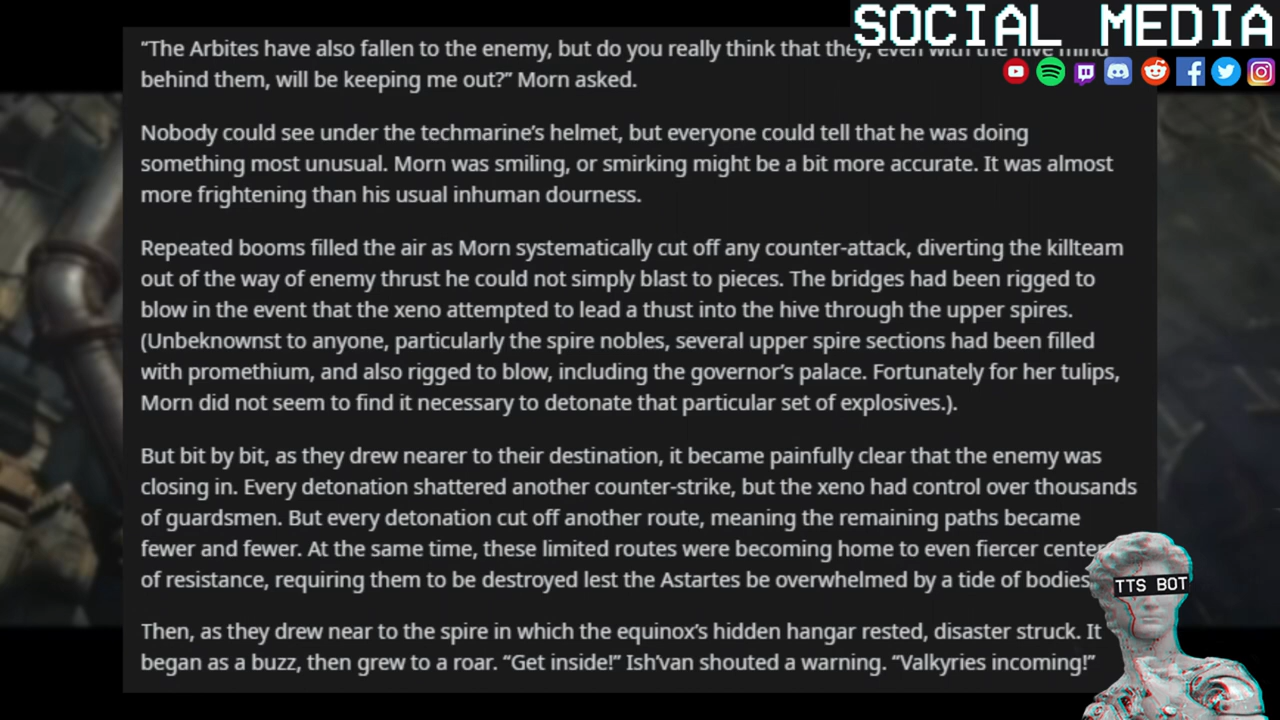 SOCIAL MEDIA
“The Arbites have also fallen to the enemy, but do you really think that they, even with the hive mind
behind them, will be keeping me out?” Morn asked.
Nobody could see under the techmarine’s helmet, but everyone could tell that he was doing
something most unusual. Morn was smiling, or smirking might be a bit more accurate. It was almost
more frightening than his usual inhuman dourness.
Repeated booms filled the air as Morn systematically cut off any counter-attack, diverting the killteam
out of the way of enemy thrust he could not simply blast to pieces. The bridges had been rigged to
blow in the event that the xeno attempted to lead a thust into the hive through the upper spires.
(Unbeknownst to anyone, particularly the spire nobles, several upper spire sections had been filled
with promethium, and also rigged to blow, including the governor’s palace. Fortunately for her tulips,
Morn did not seem to find it necessary to detonate that particular set of explosives.).
But bit by bit, as they drew nearer to their destination, it became painfully clear that the enemy was
closing in. Every detonation shattered another counter-strike, but the xeno had control over thousands
of guardsmen. But every detonation cut off another route, meaning the remaining paths became
fewer and fewer. At the same time, these limited routes were becoming home to even fiercer center
of resistance, requiring them to be destroyed lest the Astartes be overwhelmed by a tide of bodies
TTS BOT
Then, as they drew near to the spire in which the equinox’s hidden hangar rested, disaster struck. It
began as a buzz, then grew to a roar. “Get inside!” Ish’van shouted a warning. “Valkyries incoming!”